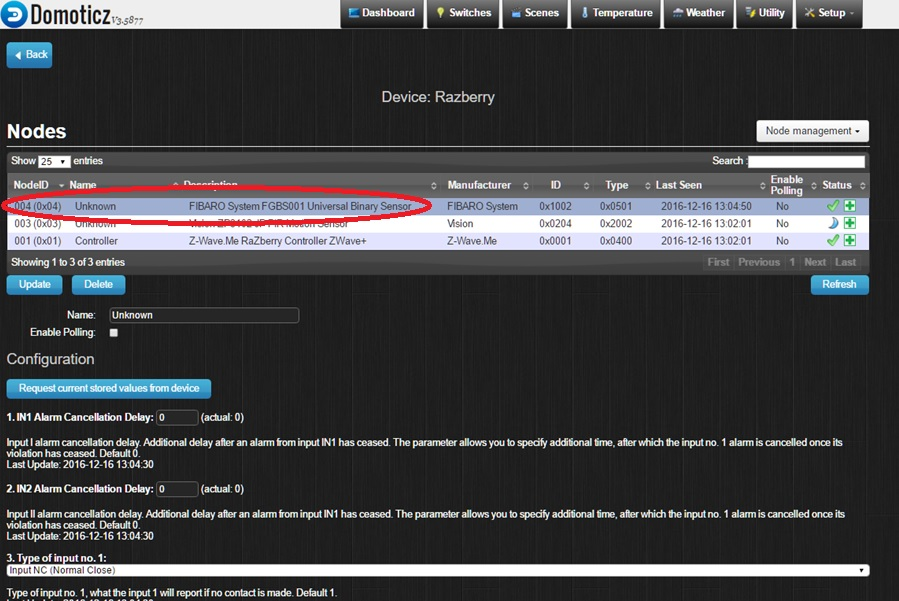 Domoticz V3.5877
Dashboard Switches Scenes Temperature Weather Utility Setup
Back
Device: Razberry
Nodes
Node management
Show 25 entries Search:
NodeID Name Description Manufacturer ID Type Last Seen Enable Polling Status
004 (0x04) Unknown FIBARO System FGBS001 Universal Binary Sensor FIBARO System 0x1002 0x0501 2016-12-16 13:04:50 No
003 (0x03) Unknown Vision Motion Sensor Vision 0x0204 0x2002 2016-12-16 13:02:01 No
001 (0x01) Controller Z-Wave.Me RaZberry Controller ZWave+ Z-Wave.Me 0x0001 0x0400 2016-12-16 13:02:01 No
Showing 1 to 3 of 3 entries First Previous 1 Next Last
Update Delete Refresh
Name: Unknown
Enable Polling:
Configuration
Request current stored values from device
1. IN1 Alarm Cancellation Delay: 0 (actual: 0)
Input I alarm cancellation delay. Additional delay after an alarm from input IN1 has ceased. The parameter allows you to specify additional time, after which the input no. 1 alarm is cancelled once its
violation has ceased. Default 0.
Last Update: 2016-12-16 13:04:30
2. IN2 Alarm Cancellation Delay: 0 (actual: 0)
Input II alarm cancellation delay. Additional delay after an alarm from input IN1 has ceased. The parameter allows you to specify additional time, after which the input no. 1 alarm is cancelled once its
violation has ceased. Default 0.
Last Update: 2016-12-16 13:04:30
3. Type of input no. 1:
Input NC (Normal Close)
Type of input no. 1, what the input 1 will report if no contact is made. Default 1.